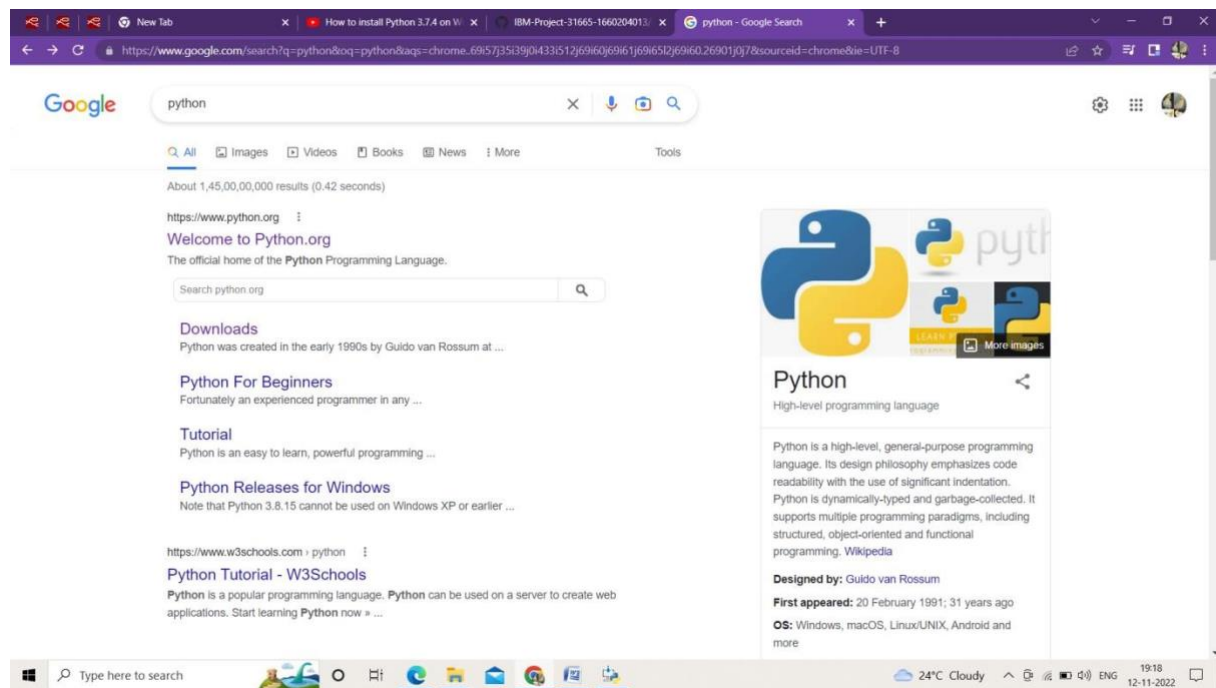 New Tab
How to install Python 3.7.4 on W
IBM-Project-31665-1660204013/
python - Google Search
https://www.google.com/search?q=python&oq=python&aqs=chrome..69i57j35i39j0i433i512j69i60j69i61j69i65l2j69i60.26901j0j7&sourceid=chrome&ie=UTF-8
Google
python
All Images Videos Books News More Tools
About 1,45,00,00,000 results (0.42 seconds)
https://www.python.org
Welcome to Python.org
The official home of the Python Programming Language.
Search python.org
Downloads
Python was created in the early 1990s by Guido van Rossum at ...
Python For Beginners
Fortunately an experienced programmer in any ...
Tutorial
Python is an easy to learn, powerful programming ...
Python Releases for Windows
Note that Python 3.8.15 cannot be used on Windows XP or earlier ...
https://www.w3schools.com › python
Python Tutorial - W3Schools
Python is a popular programming language. Python can be used on a server to create web
applications. Start learning Python now » ...
pyth
More images
Python
High-level programming language
Python is a high-level, general-purpose programming
language. Its design philosophy emphasizes code
readability with the use of significant indentation.
Python is dynamically-typed and garbage-collected. It
supports multiple programming paradigms, including
structured, object-oriented and functional
programming. Wikipedia
Designed by: Guido van Rossum
First appeared: 20 February 1991; 31 years ago
OS: Windows, macOS, Linux/UNIX, Android and
more
Type here to search
24°C Cloudy
ENG
19:18
12-11-2022